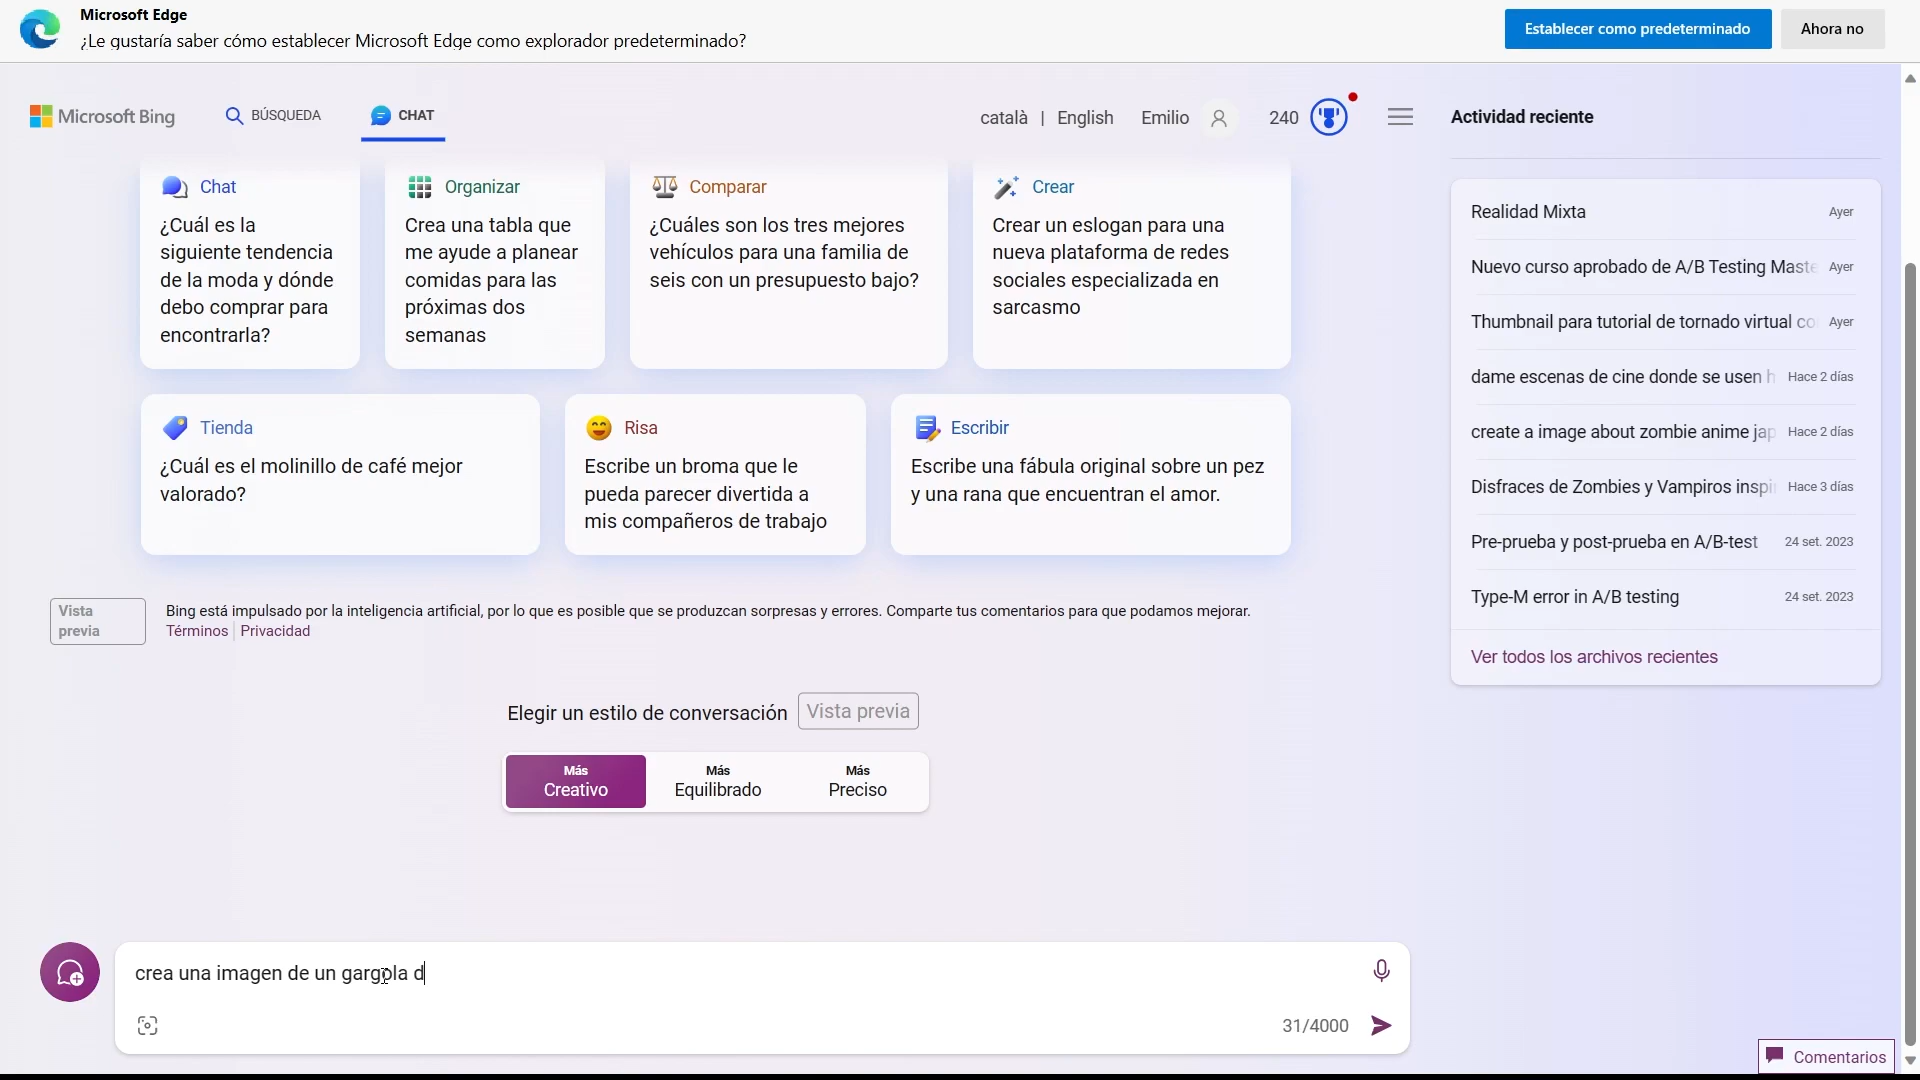 Microsoft Edge
¿Le gustaría saber cómo establecer Microsoft Edge como explorador predeterminado?
Establecer como predeterminado
Ahora no
Microsoft Bing
BÚSQUEDA
CHAT
català | English
Emilio
240
Actividad reciente
Chat
¿Cuál es la
siguiente tendencia
de la moda y dónde
debo comprar para
encontrarla?
Organizar
Crea una tabla que
me ayude a planear
comidas para las
próximas dos
semanas
Comparar
¿Cuáles son los tres mejores
vehículos para una familia de
seis con un presupuesto bajo?
Crear
Crear un eslogan para una
nueva plataforma de redes
sociales especializada en
sarcasmo
Tienda
¿Cuál es el molinillo de café mejor
valorado?
Risa
Escribe un broma que le
pueda parecer divertida a
mis compañeros de trabajo
Escribir
Escribe una fábula original sobre un pez
y una rana que encuentran el amor.
Realidad Mixta Ayer
Nuevo curso aprobado de A/B Testing Maste Ayer
Thumbnail para tutorial de tornado virtual co Ayer
dame escenas de cine donde se usen h Hace 2 días
create a image about zombie anime jap Hace 2 días
Disfraces de Zombies y Vampiros inspi Hace 3 días
Pre-prueba y post-prueba en A/B-test 24 set. 2023
Type-M error in A/B testing 24 set. 2023
Ver todos los archivos recientes
Vista
previa
Bing está impulsado por la inteligencia artificial, por lo que es posible que se produzcan sorpresas y errores. Comparte tus comentarios para que podamos mejorar.
Términos | Privacidad
Elegir un estilo de conversación
Vista previa
Más
Creativo
Más
Equilibrado
Más
Preciso
crea una imagen de un gargola d
31/4000
Comentarios